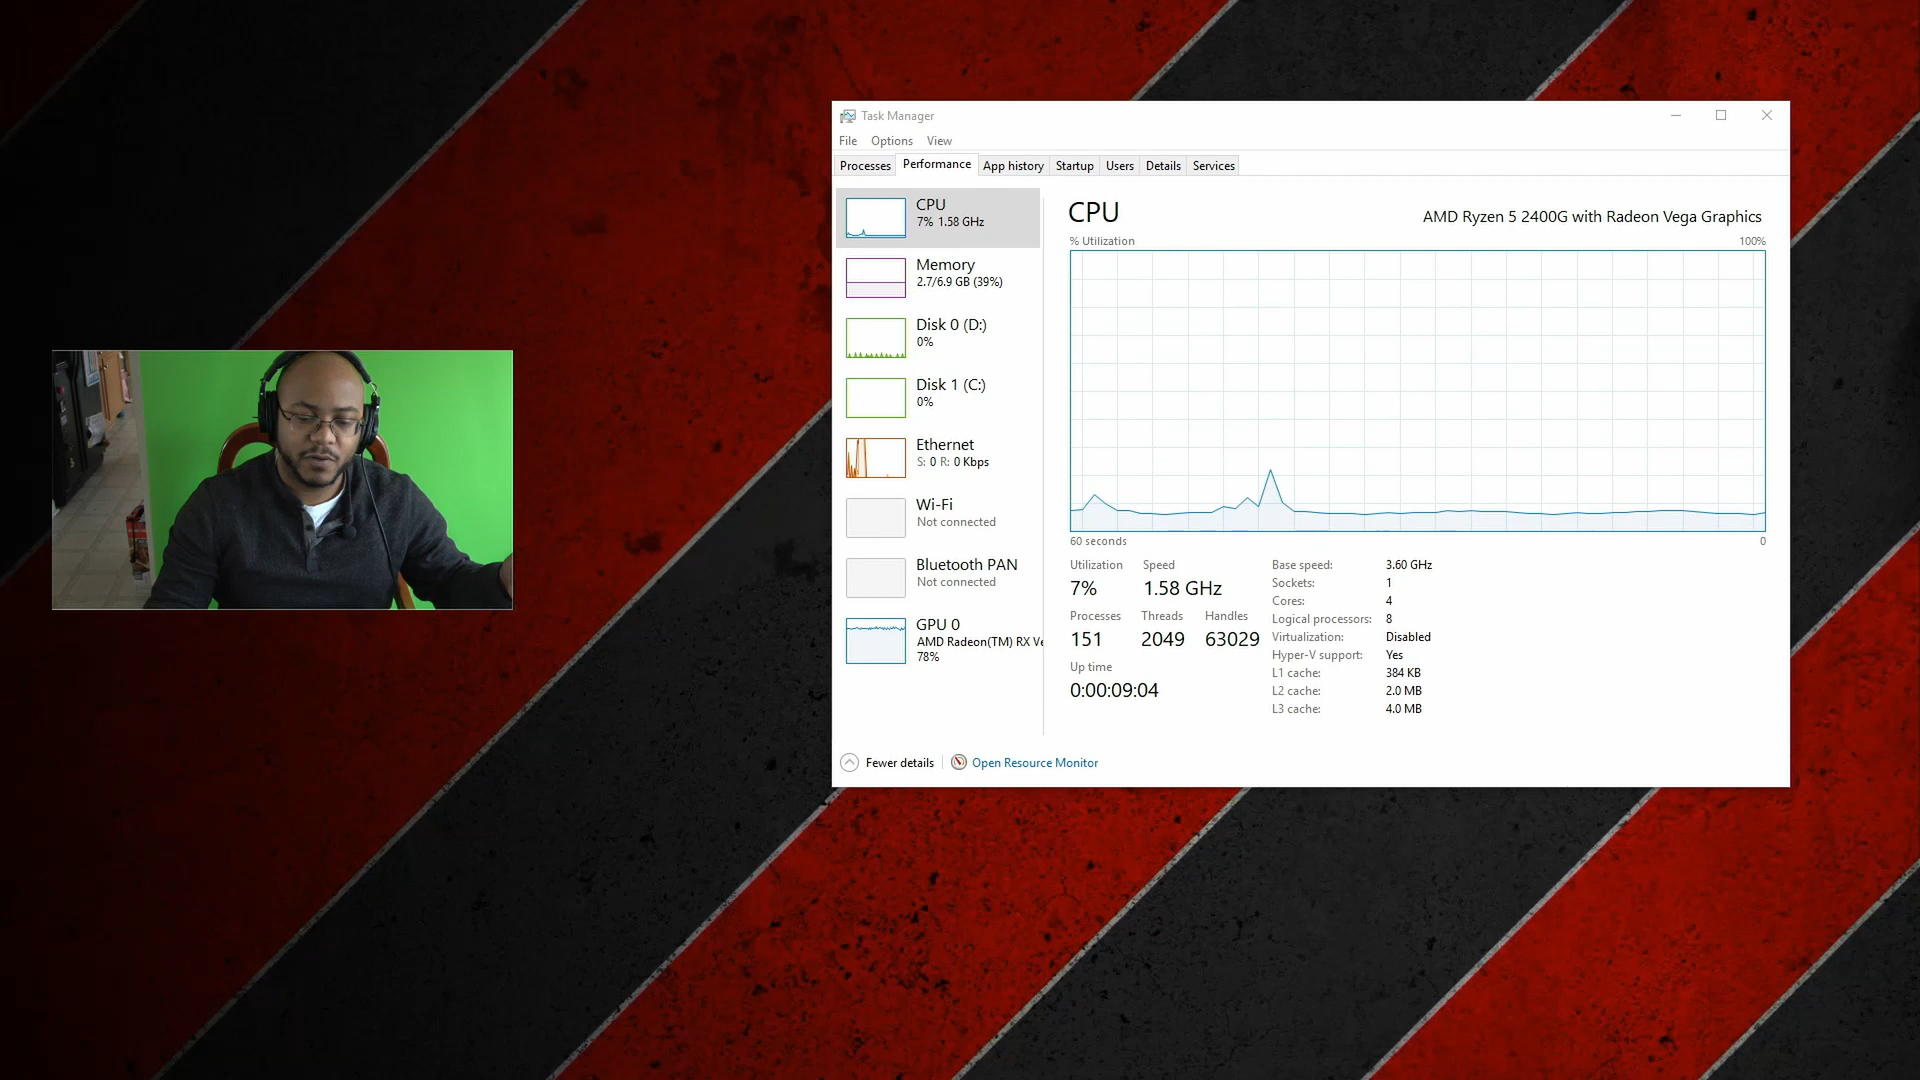 Task Manager
File Options View
Processes Performance App history Startup Users Details Services
CPU
7% 1.58 GHz
Memory
2.7/6.9 GB (39%)
Disk 0 (D:)
0%
Disk 1 (C:)
0%
Ethernet
S: 0 R: 0 Kbps
Wi-Fi
Not connected
Bluetooth PAN
Not connected
GPU 0
AMD Radeon(TM) RX Ve
78%
CPU
AMD Ryzen 5 2400G with Radeon Vega Graphics
% Utilization 100%
60 seconds 0
Utilization Speed
7% 1.58 GHz
Processes Threads Handles
151 2049 63029
Up time
0:00:09:04
Base speed: 3.60 GHz
Sockets: 1
Cores: 4
Logical processors: 8
Virtualization: Disabled
Hyper-V support: Yes
L1 cache: 384 KB
L2 cache: 2.0 MB
L3 cache: 4.0 MB
Fewer details Open Resource Monitor